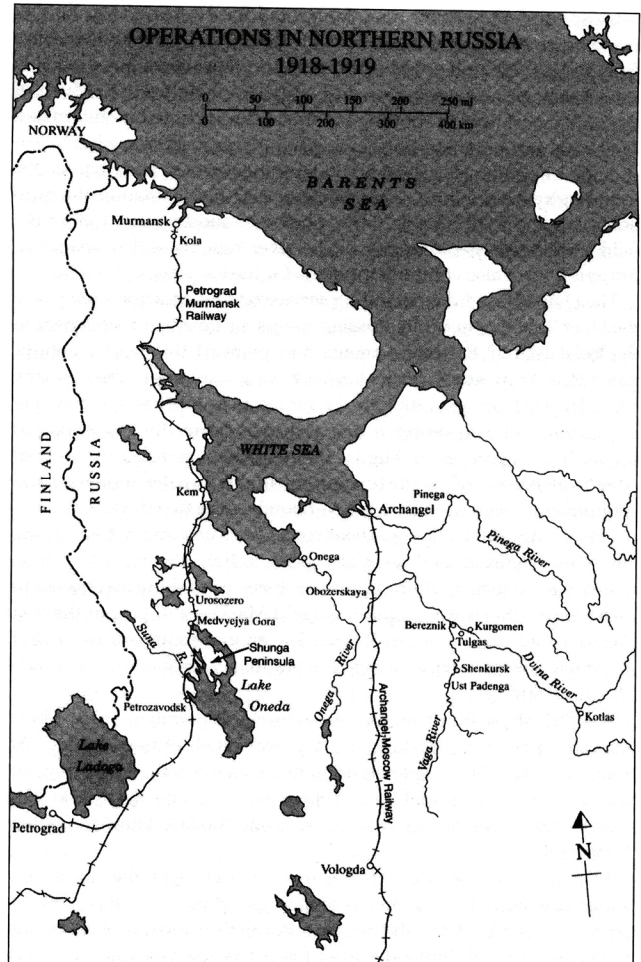 OPERATIONS IN NORTHERN RUSSIA
1918-1919
0 50 100 150 200 250 mi
0 100 200 300 400 km
NORWAY
BARENTS
SEA
Murmansk
Kola
Petrograd
Murmansk
Railway
WHITE SEA
FINLAND
RUSSIA
Kem
Archangel
Pinega
Pinega River
Onega
Obozerskaya
Urosozero
Medvyejya Gora
Suna R.
Shunga
Peninsula
Bereznik
Kurgomen
Tulgas
Dvina River
Shenkursk
Ust Padenga
Lake
Oneda
Onega River
Petrozavodsk
Vaga River
Kotlas
Archangel-Moscow Railway
Lake
Ladoga
Petrograd
Vologda
N